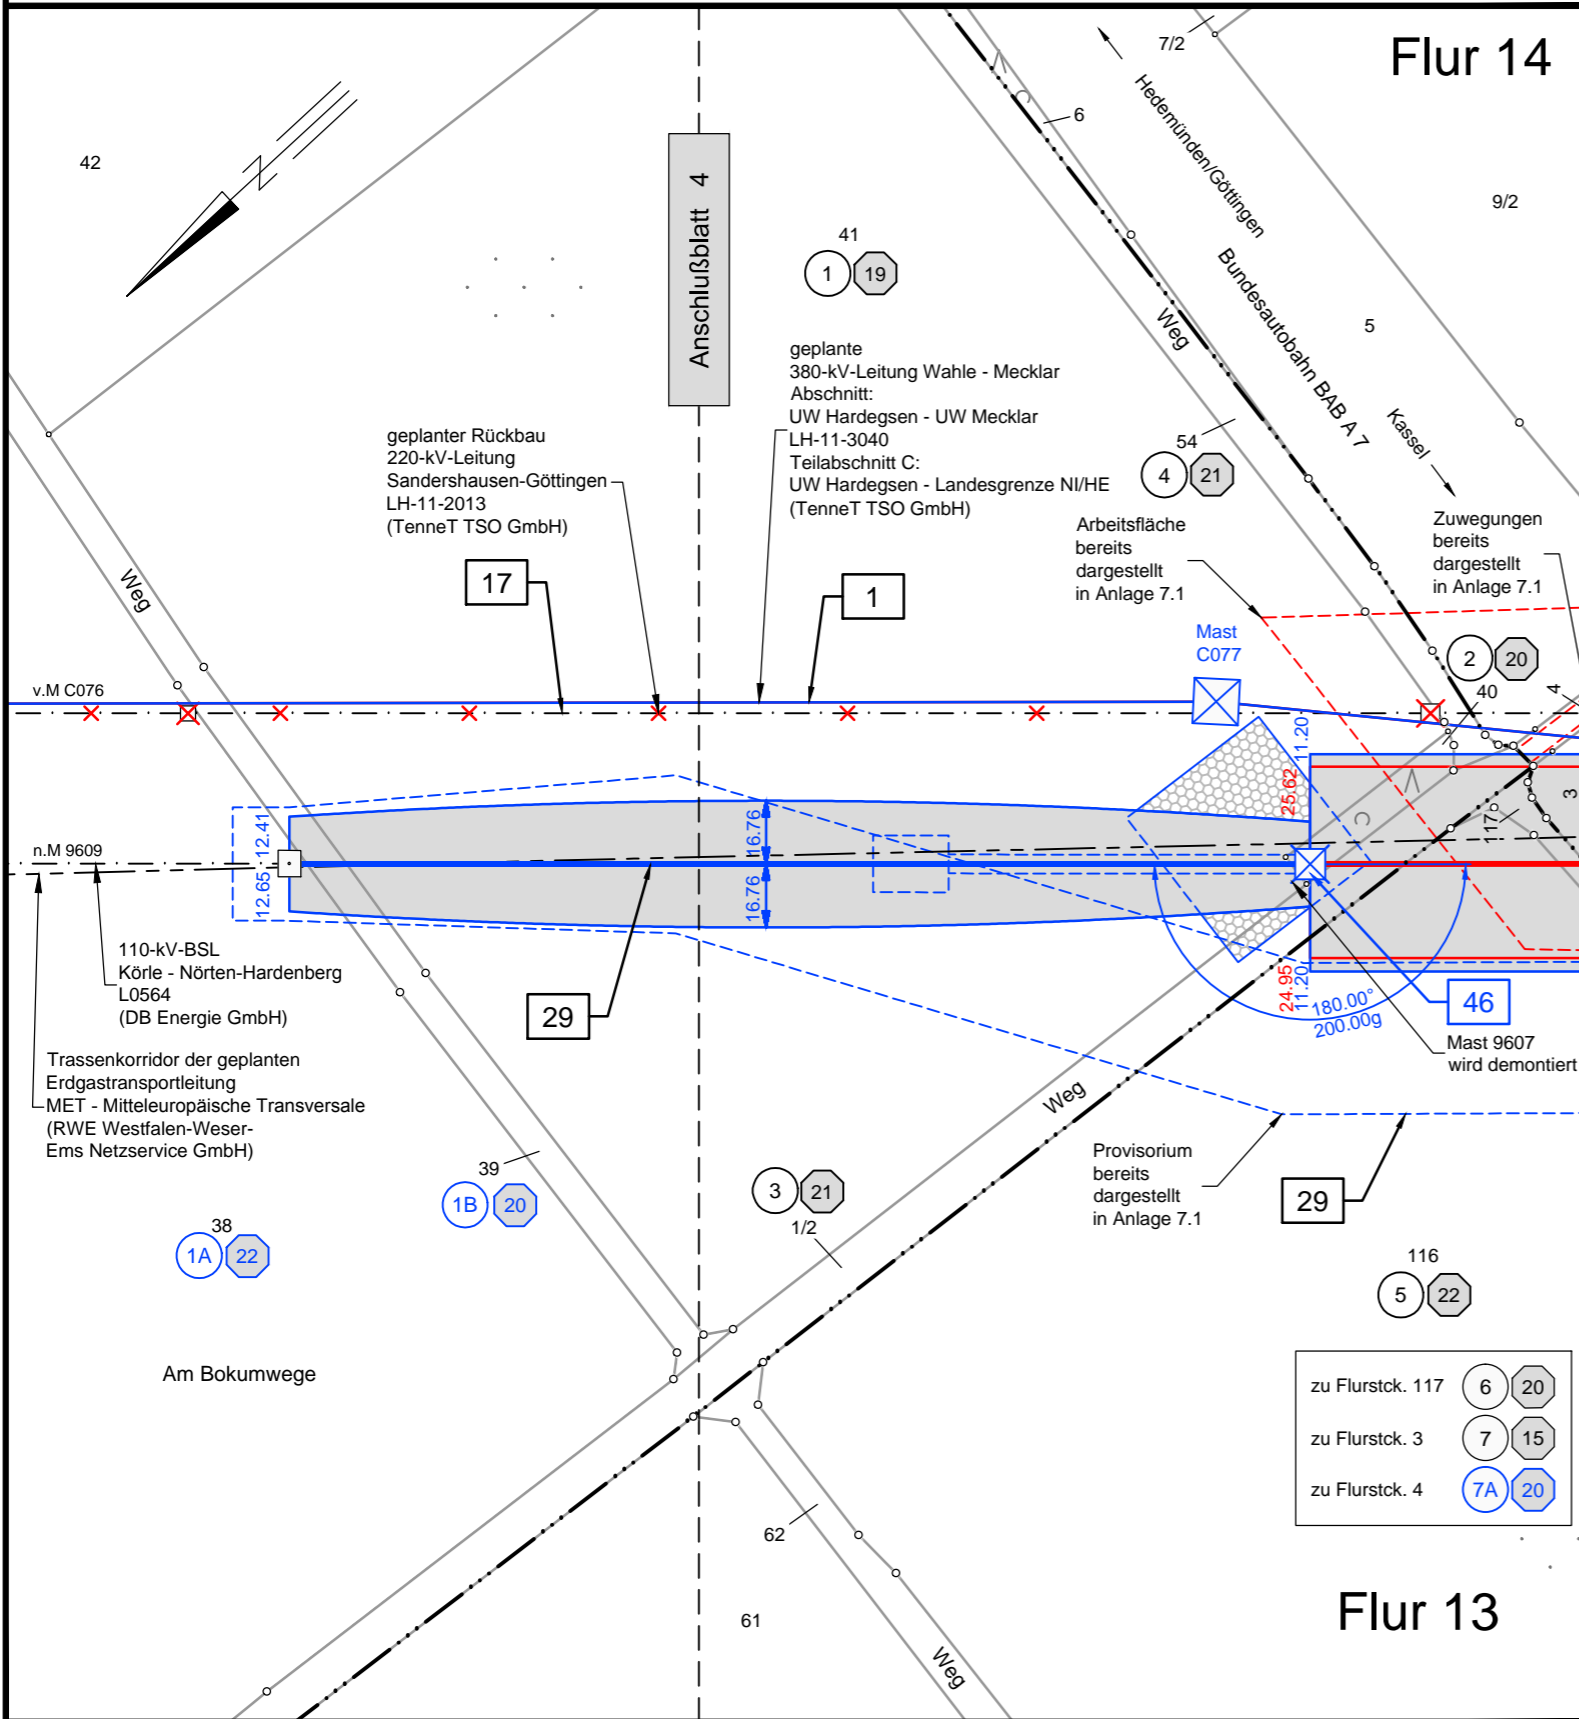 Flur 14
7/2
6
Hedemünden/Göttingen
42
9/2
N
Anschlußblatt 4
41
1 19
Bundesautobahn BAB A 7
5
Weg
geplante
380-kV-Leitung Wahle - Mecklar
Abschnitt:
UW Hardegsen - UW Mecklar
LH-11-3040
Teilabschnitt C:
UW Hardegsen - Landesgrenze NI/HE
(TenneT TSO GmbH)
geplanter Rückbau
220-kV-Leitung
Sandershausen-Göttingen
LH-11-2013
(TenneT TSO GmbH)
54
4 21
Kassel
Arbeitsfläche
bereits
dargestellt
in Anlage 7.1
Zuwegungen
bereits
dargestellt
in Anlage 7.1
Weg
17
1
Mast
C077
2 20
40
4
v.M C076
11.20
25.62
3
117
12.41
16.76
n.M 9609
12.65
16.76
110-kV-BSL
Körle - Nörten-Hardenberg
L0564
(DB Energie GmbH)
29
24.95
11.20
180.00°
200.00g
46
Mast 9607
wird demontiert
Trassenkorridor der geplanten
Erdgastransportleitung
MET - Mitteleuropäische Transversale
(RWE Westfalen-Weser-
Ems Netzservice GmbH)
Weg
39
1B 20
3 21
1/2
Provisorium
bereits
dargestellt
in Anlage 7.1
29
38
1A 22
116
5 22
Am Bokumwege
zu Flurstck. 117 6 20
zu Flurstck. 3 7 15
zu Flurstck. 4 7A 20
62
61
Flur 13
Weg